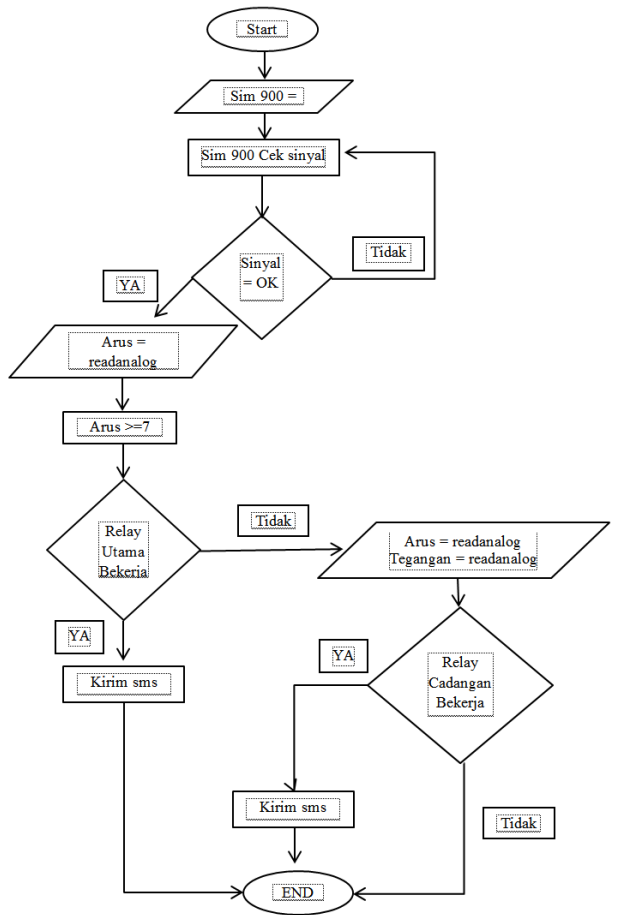 Start
Sim 900 =
Sim 900 Cek sinyal
Sinyal
= OK
Tidak
YA
Arus =
readanalog
Arus >=7
Relay
Utama
Bekerja
Tidak
Arus = readanalog
Tegangan = readanalog
YA
Kirim sms
YA
Relay
Cadangan
Bekerja
Kirim sms
Tidak
END